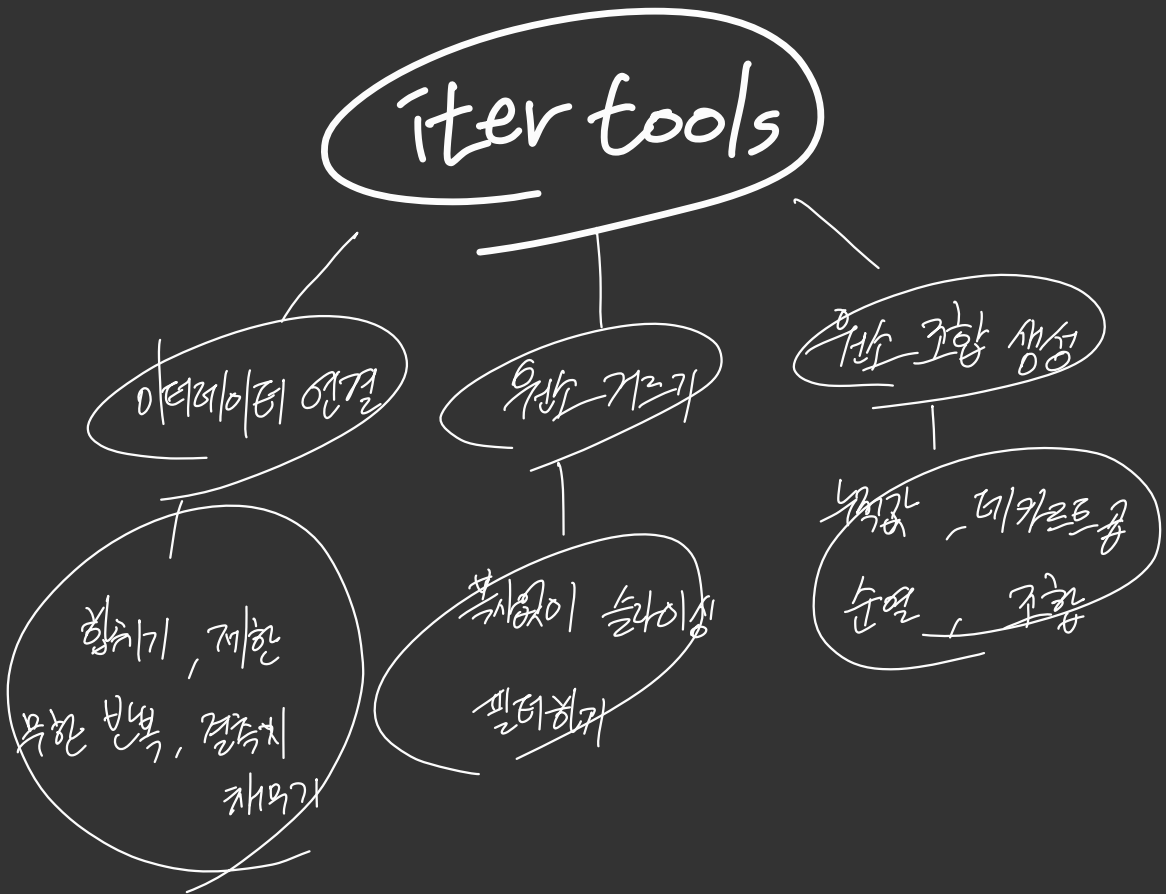 iter tools
이터레이터 연결
합치기, 제한
무한 반복, 결측치
채우기
원소 거르기
복사없이 슬라이싱
필터하기
원소 조합 생성
누적값, 데카르트 곱
순열, 조합